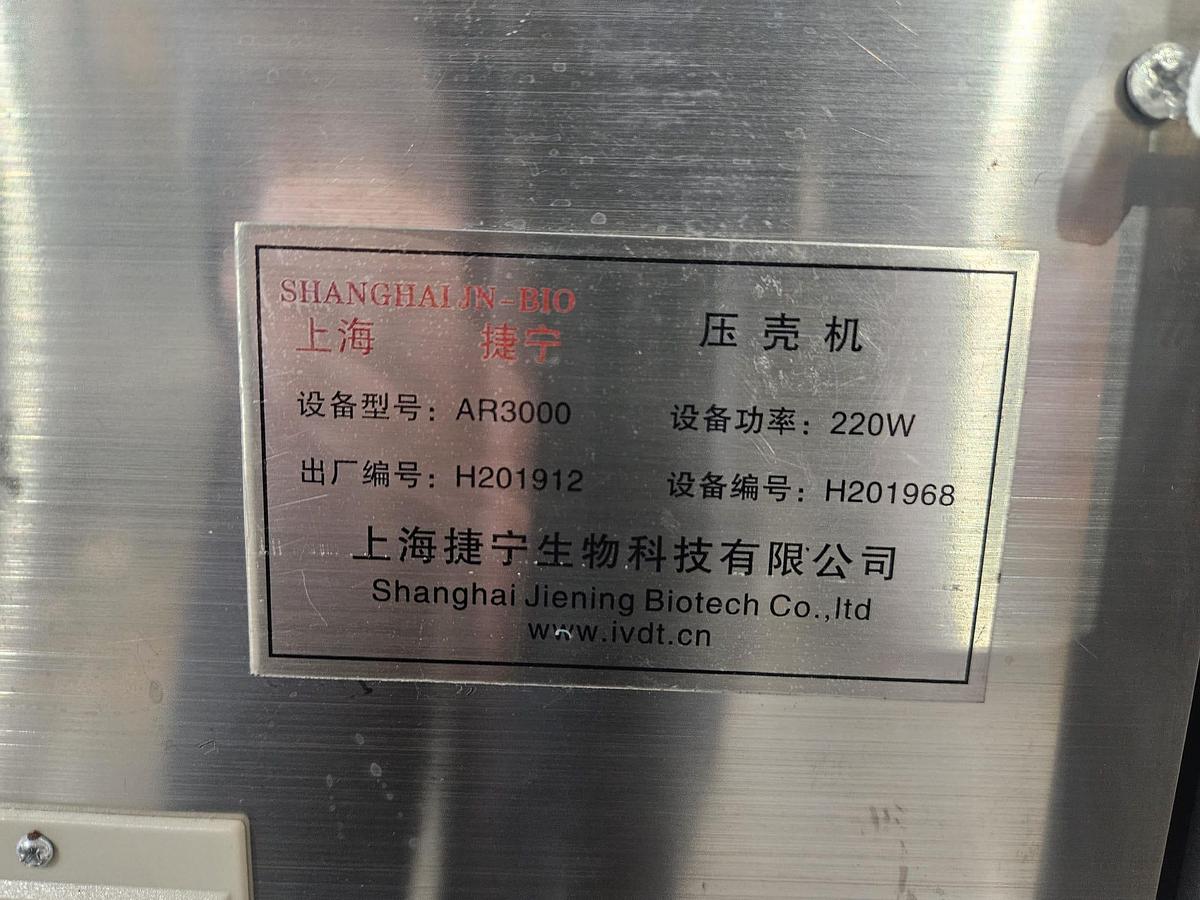 SHANGHAI JN-BIO
上海 捷宁
压壳机
设备型号：AR3000
设备功率：220W
出厂编号：H201912
设备编号：H201968
上海捷宁生物科技有限公司
Shanghai Jiening Biotech Co.,ltd
www.ivdt.cn